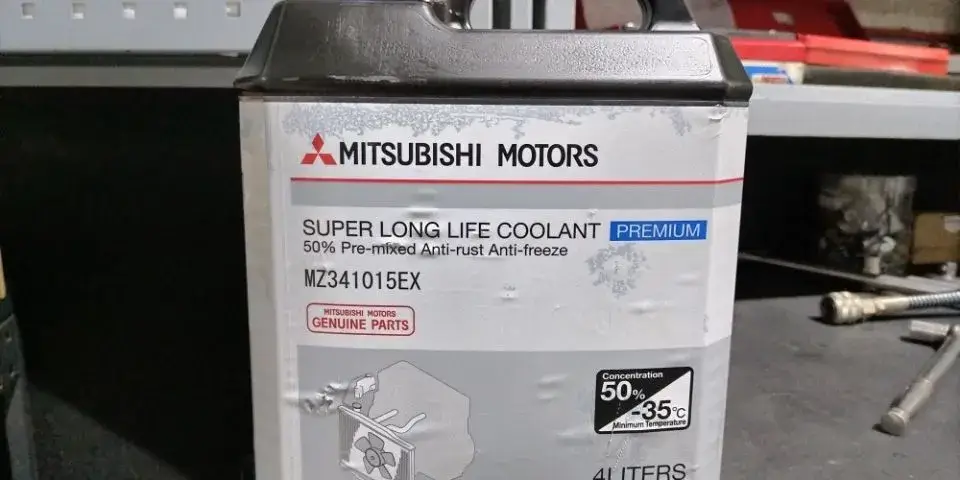 MITSUBISHI MOTORS
SUPER LONG LIFE COOLANT PREMIUM
50% Pre-mixed Anti-rust Anti-freeze
MZ341015EX
MITSUBISHI MOTORS
GENUINE PARTS
Concentration
50%
-35°C
Minimum Temperature
4LITERS